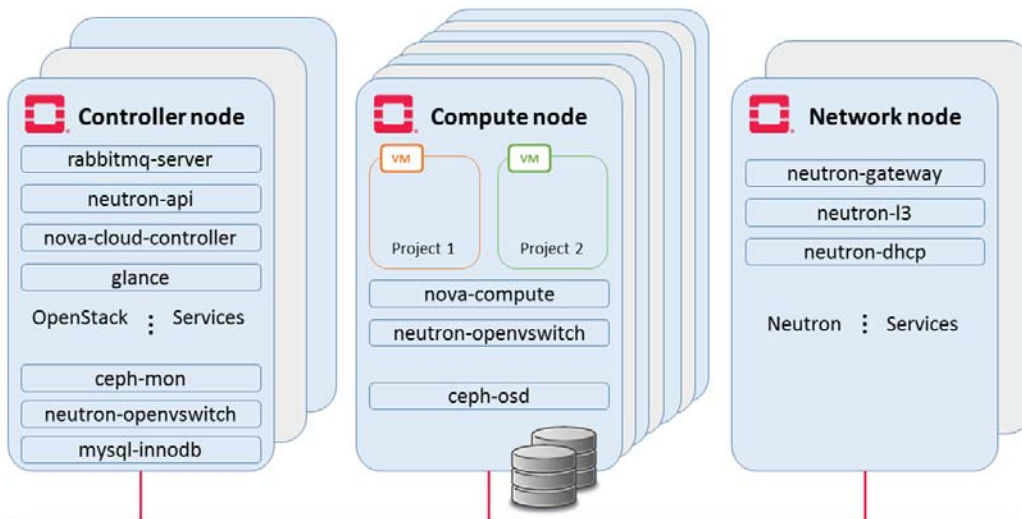 Controller node
rabbitmq-server
neutron-api
nova-cloud-controller
glance
OpenStack ⋮ Services
ceph-mon
neutron-openvswitch
mysql-innodb
Compute node
VM VM
Project 1 Project 2
nova-compute
neutron-openvswitch
ceph-osd
Network node
neutron-gateway
neutron-l3
neutron-dhcp
Neutron ⋮ Services